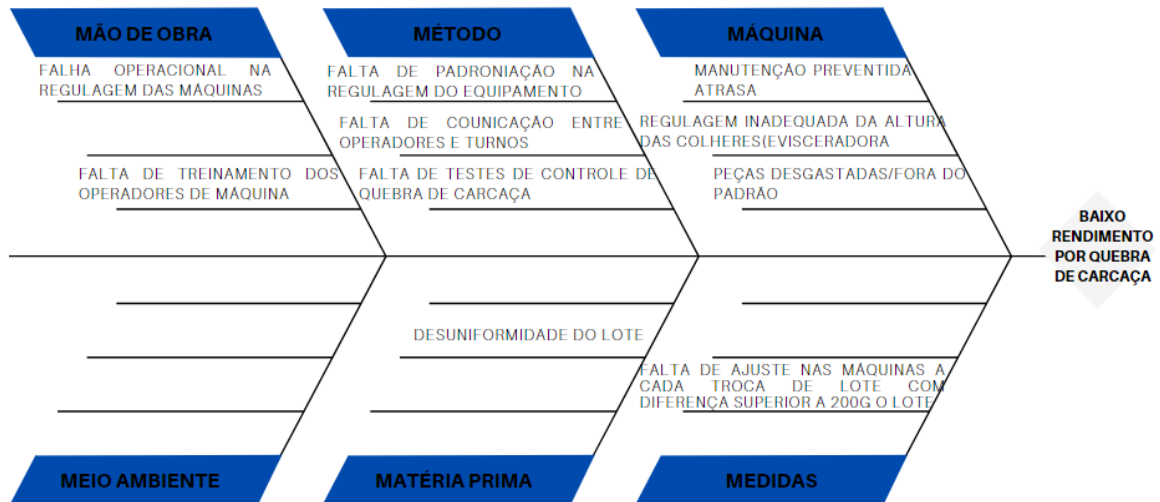 MÃO DE OBRA
MÉTODO
MÁQUINA
FALHA OPERACIONAL NA
REGULAGEM DAS MÁQUINAS
FALTA DE TREINAMENTO DOS
OPERADORES DE MÁQUINA
FALTA DE PADRONIAÇÃO NA
REGULAGEM DO EQUIPAMENTO
FALTA DE COUNICAÇÃO ENTRE
OPERADORES E TURNOS
FALTA DE TESTES DE CONTROLE DE
QUEBRA DE CARCAÇA
MANUTENÇÃO PREVENTIDA
ATRASA
REGULAGEM INADEQUADA DA ALTURA
DAS COLHERES(EVISCERADORA
PEÇAS DESGASTADAS/FORA DO
PADRÃO
BAIXO
RENDIMENTO
POR QUEBRA
DE CARCAÇA
DESUNIFORMIDADE DO LOTE
FALTA DE AJUSTE NAS MÁQUINAS A
CADA TROCA DE LOTE COM
DIFERENÇA SUPERIOR A 200G O LOTE
MEIO AMBIENTE
MATÉRIA PRIMA
MEDIDAS